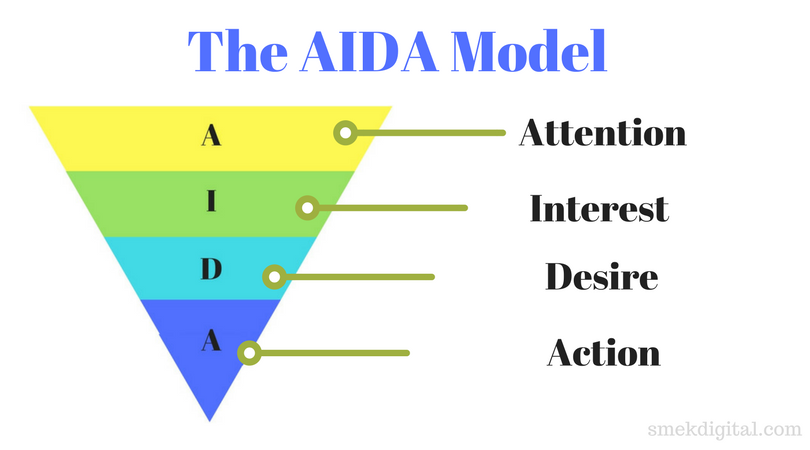 The AIDA Model
A
Attention
I
Interest
D
Desire
A
Action
smekdigital.com